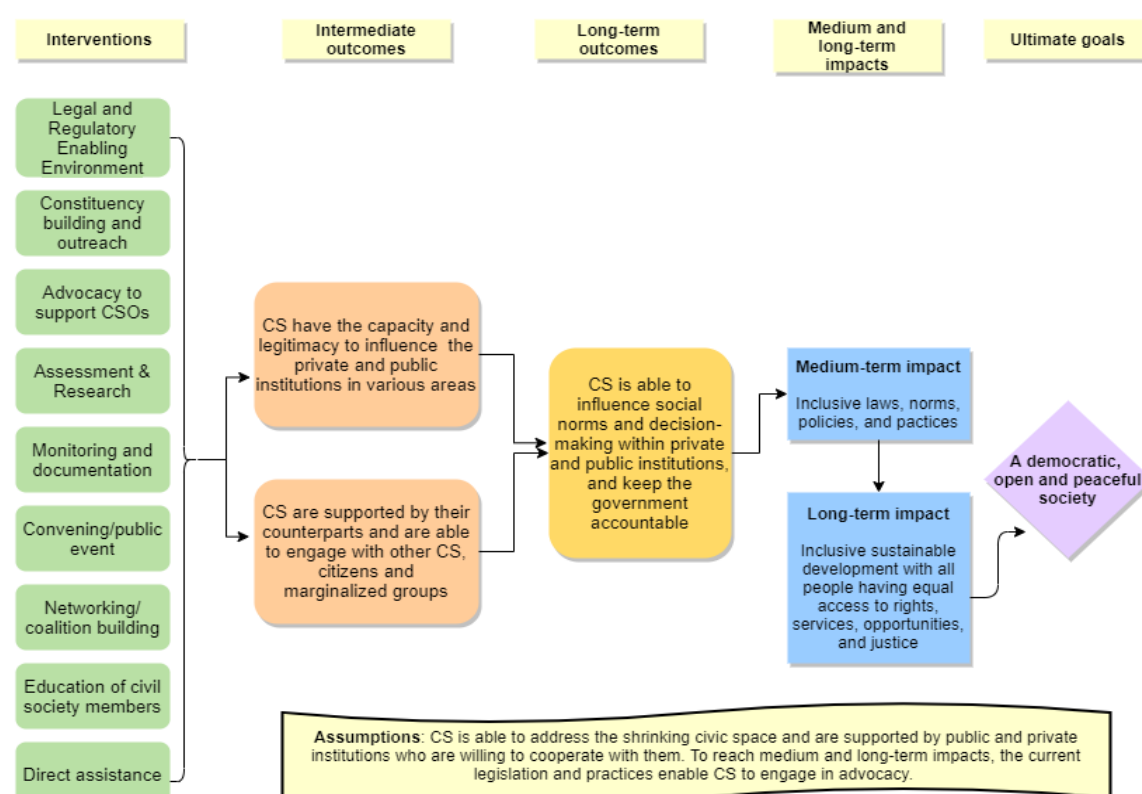 Interventions
Intermediate
outcomes
Long-term
outcomes
Medium and
long-term
impacts
Ultimate goals
Legal and
Regulatory
Enabling
Environment
Constituency
building and
outreach
Advocacy to
support CSOs
Assessment &
Research
Monitoring and
documentation
Convening/public
event
Networking/
coalition building
Education of civil
society members
Direct assistance
CS have the capacity and
legitimacy to influence the
private and public
institutions in various areas
CS are supported by their
counterparts and are able
to engage with other CS,
citizens and
marginalized groups
CS is able to
influence social
norms and decision-
making within private
and public institutions,
and keep the
government
accountable
Medium-term impact
Inclusive laws, norms,
policies, and pactices
Long-term impact
Inclusive sustainable
development with all
people having equal
access to rights,
services, opportunities,
and justice
A democratic,
open and peaceful
society
Assumptions: CS is able to address the shrinking civic space and are supported by public and private
institutions who are willing to cooperate with them. To reach medium and long-term impacts, the current
legislation and practices enable CS to engage in advocacy.